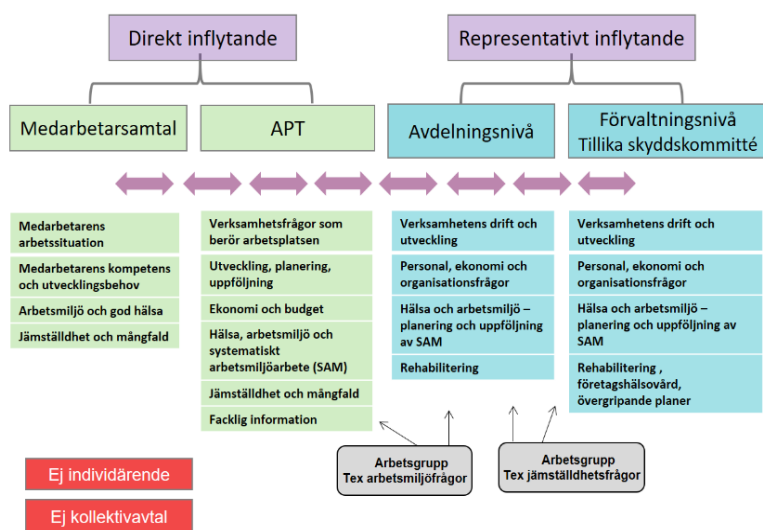 Direkt inflytande
Representativt inflytande
Medarbetarsamtal
APT
Avdelningsnivå
Förvaltningsnivå
Tillika skyddskommitté
Medarbetarens
arbetssituation
Medarbetarens kompetens
och utvecklingsbehov
Arbetsmiljö och god hälsa
Jämställdhet och mångfald
Verksamhetsfrågor som
berör arbetsplatsen
Utveckling, planering,
uppföljning
Ekonomi och budget
Hälsa, arbetsmiljö och
systematiskt
arbetsmiljöarbete (SAM)
Jämställdhet och mångfald
Facklig information
Verksamhetens drift och
utveckling
Personal, ekonomi och
organisationsfrågor
Hälsa och arbetsmiljö –
planering och uppföljning
av SAM
Rehabilitering
Verksamhetens drift och
utveckling
Personal, ekonomi och
organisationsfrågor
Hälsa och arbetsmiljö –
planering och uppföljning av
SAM
Rehabilitering ,
företagshälsovård,
övergripande planer
Arbetsgrupp
Tex arbetsmiljöfrågor
Arbetsgrupp
Tex jämställdhetsfrågor
Ej individärende
Ej kollektivavtal